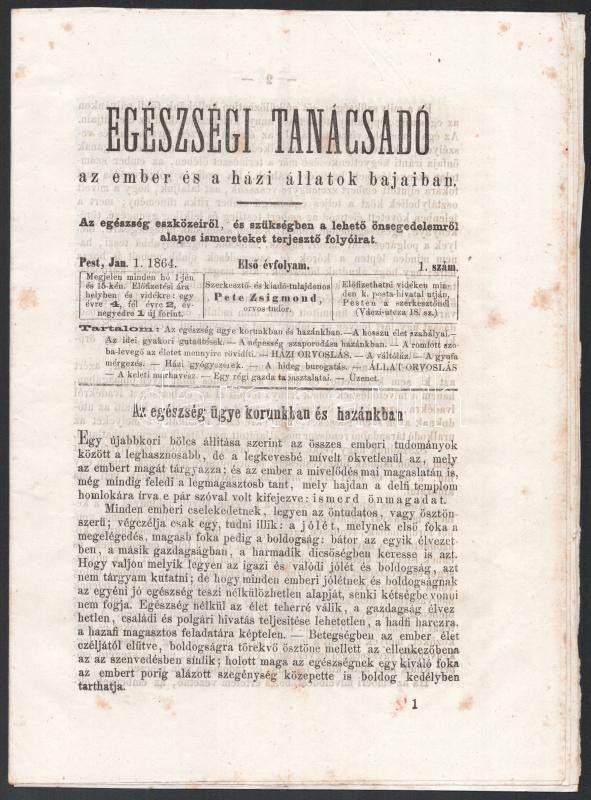 — 2 —
EGÉSZSÉGI TANÁCSADÓ
az ember és a házi állatok bajaiban.
Az egészség eszközeiről, és szükségben a lehető önsegedelemről
alapos ismereteket terjesztő folyóirat.
Pest, Jan. 1. 1864. Első évfolyam. 1. szám.
Megjelen minden hó 1-jén
és 15-kén. Előfizetési ára
helyben és vidékre: egy
évre 4, fél évre 2, év-
negyedre 1 uj forint.
Szerkesztő- és kiadó-tulajdonos
Pete Zsigmond,
orvos-tudor.
Előfizethetni vidéken min-
den k. posta-hivatal utján,
Pesten a szerkesztőnél
(Váczi-utcza 18. sz.)
Tartalom: Az egészség ügye korunkban és hazánkban.—A hosszu élet szabályai.—
Az idei gyakori gutaütések. — A népesség szaporodása hazánkban. — A romlott szo-
ba-levegő az életet mennyire rövidíti. — HÁZI ORVOSLÁS. — A váltóláz. — A gyufa
mérgezés. — Házi gyógyszerek. — A hideg burogatás. — ÁLLAT-ORVOSLÁS
— A keleti marhavész. — Egy régi gazda tapasztalatai. — Üzenet.
Az egészség ügye korunkban és hazánkban
Egy újabbkori bölcs állitása szerint az összes emberi tudományok
között a leghasznosabb, de a legkevesbé mívelt okvetlenül az, mely
az embert magát tárgyazza; és az ember a mivelődés mai magaslatán is,
még mindig feledi a legmagasztosb tant, mely hajdan a delfi templom
homlokára írva e pár szóval volt kifejezve: ismerd önmagadat.
Minden emberi cselekedetnek, legyen az öntudatos, vagy ösztön
szerű; végczélja csak egy, tudni illik: a jólét, melynek első foka a
megelégedés, magasb foka pedig a boldogság: bátor az egyik élvezet
ben, a másik gazdagságban, a harmadik dicsőségben keresse is azt.
Hogy valjon melyik legyen az igazi és valódi jólét és boldogság, azt
nem tárgyam kutatni; de hogy minden emberi jólétnek és boldogságnak
az egyéni jó egészség teszi nélkülözhetlen alapját, senki kétségbe vonni
nem fogja. Egészség nélkül az élet teherré válik, a gazdagság élvez
hetlen, családi és polgári hivatás teljesitése lehetetlen, a hadfi harczra,
a hazafi magasztos feladatára képtelen. — Betegségben az ember élet
czéljától elütve, boldogságra törekvő ösztöne mellett az ellenkezőbena
az az szenvedésben sínlik; holott maga az egészségnek egy kiváló foka
az embert porig alázott szegénység közepette is boldog kedélyben
tarthatja.
1